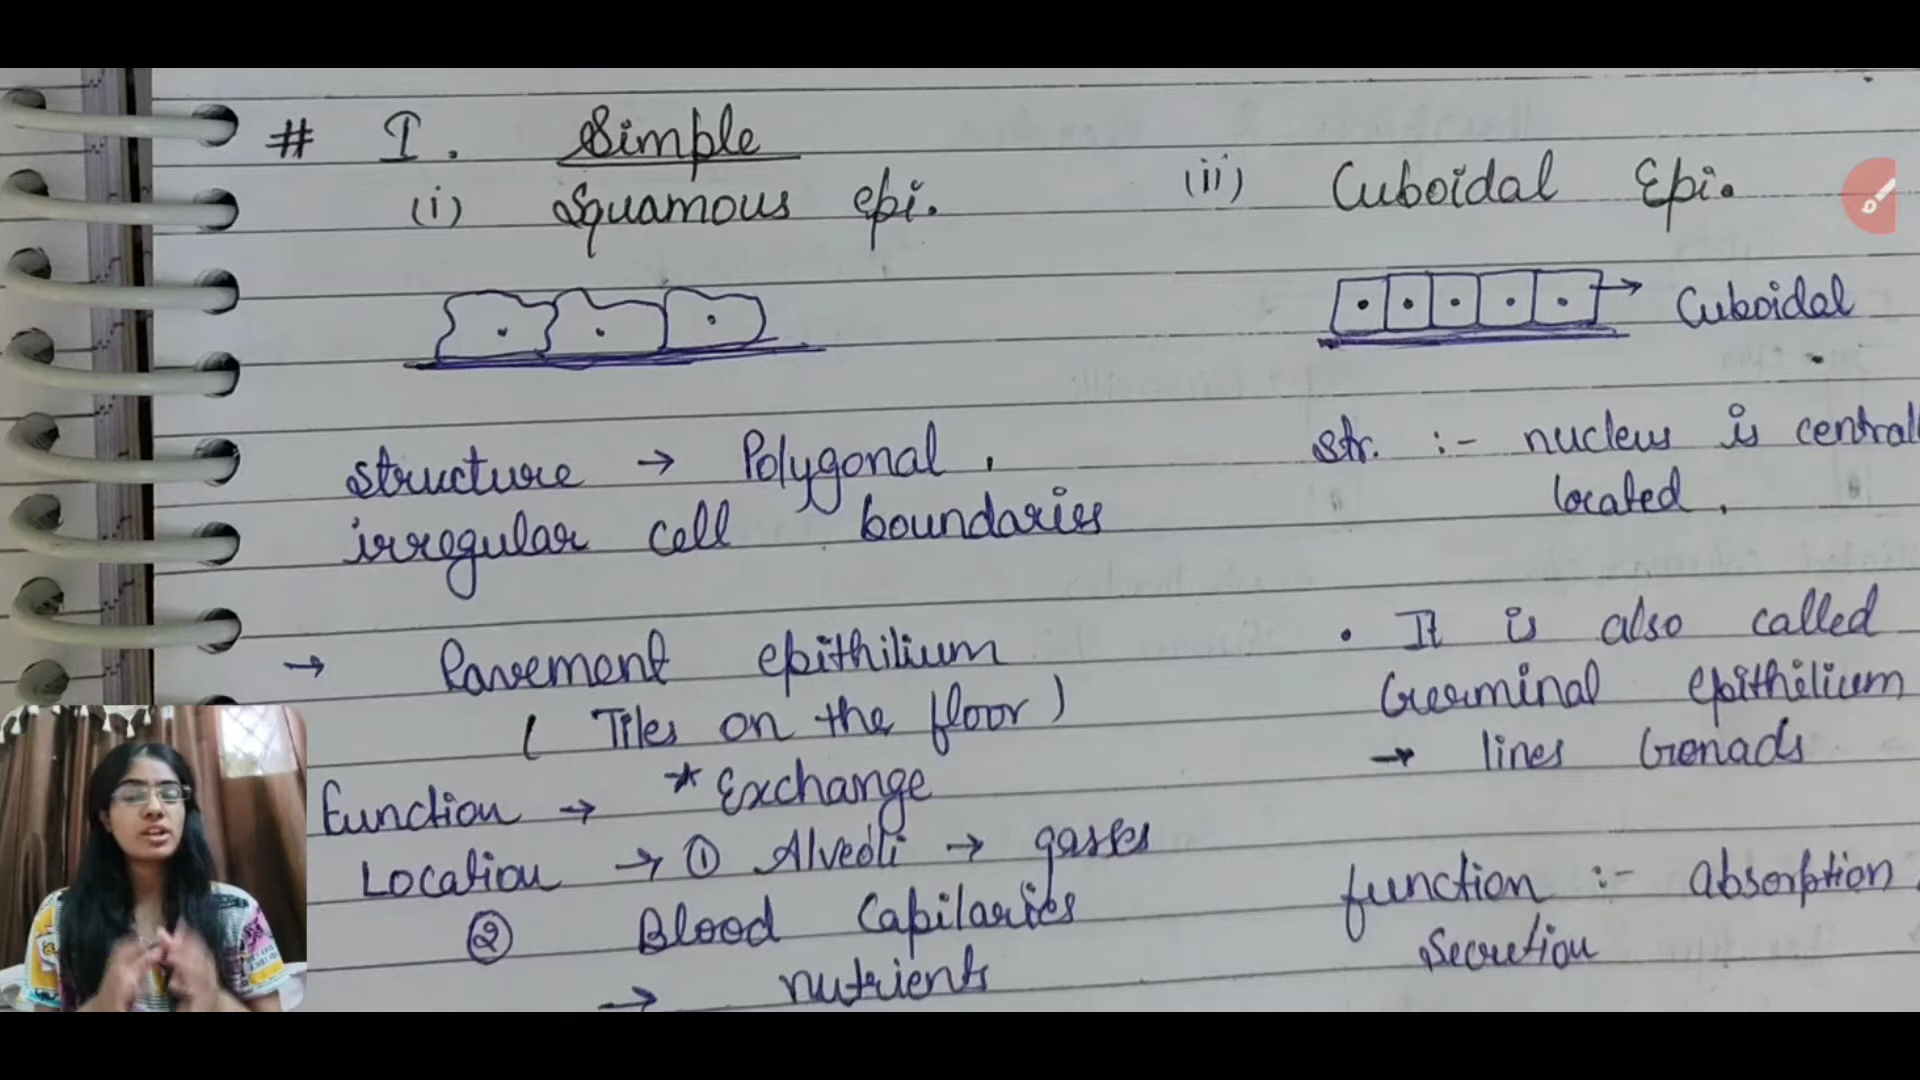 # I. Simple
(i) Squamous epi.
structure → Polygonal,
irregular cell boundaries
→ Pavement epithilium
( Tiles on the floor )
Function → * Exchange
Location → ① Alveoli → gasses
② Blood Capilaries
→ nutrients
(ii) Cuboidal Epi.
Cuboidal
str. :- nucleus is central
located.
• It is also called
Germinal epithilium
→ lines Gonads
function :- absorption
secretion